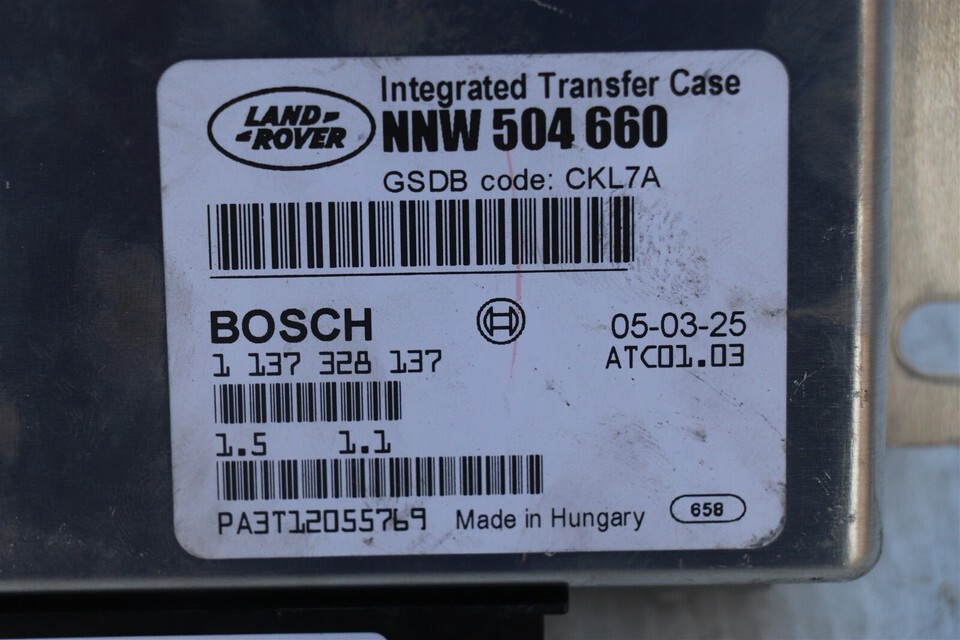 Integrated Transfer Case
LAND-
-ROVER
NNW 504 660
GSDB code: CKL7A
BOSCH
05-03-25
1 137 328 137
ATC01.03
1.5 1.1
PA3T12055769
Made in Hungary
658